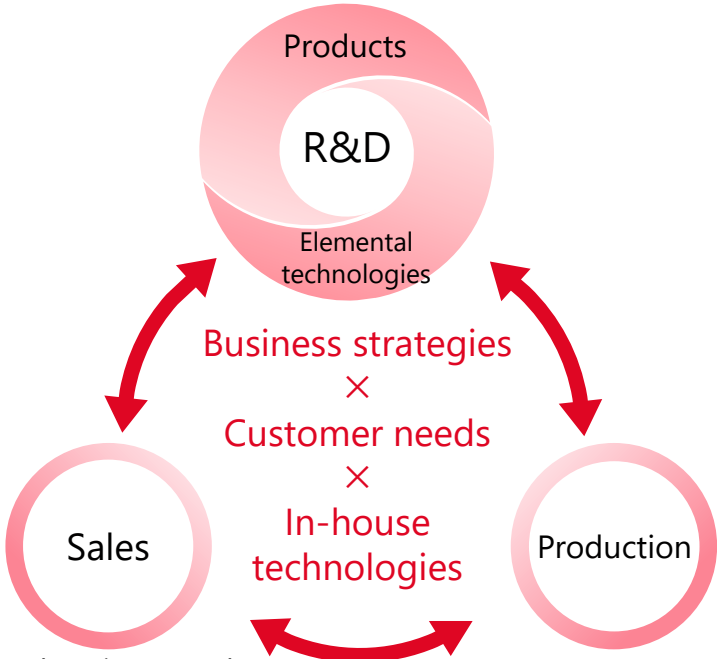 Products
R&D
Elemental
technologies
Business strategies
×
Customer needs
×
In-house
technologies
Sales
Production